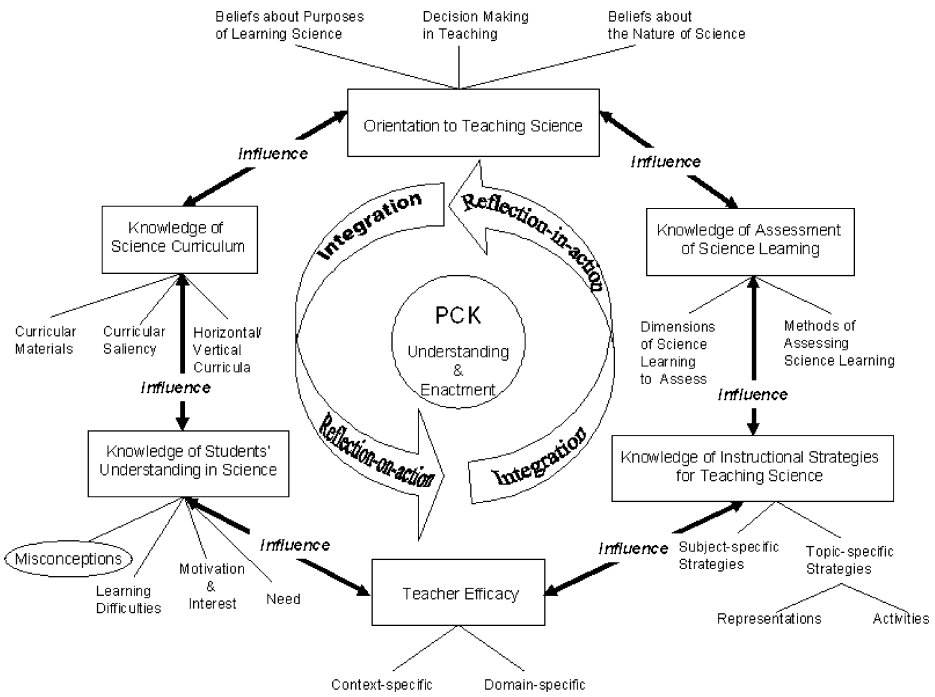 Beliefs about Purposes
of Learning Science
Decision Making
in Teaching
Beliefs about
the Nature of Science
Orientation to Teaching Science
Influence
Influence
Integration
Reflection-in-action
Knowledge of
Science Curriculum
Knowledge of Assessment
of Science Learning
PCK
Understanding
&
Enactment
Curricular
Materials
Curricular
Saliency
Horizontal/
Vertical
Curricula
Dimensions
of Science
Learning
to Assess
Methods of
Assessing
Science Learning
Influence
Influence
Knowledge of Students'
Understanding in Science
Reflection-on-action
Integration
Knowledge of Instructional Strategies
for Teaching Science
Influence
Influence
Misconceptions
Learning
Difficulties
Motivation
&
Interest
Need
Subject-specific
Strategies
Topic-specific
Strategies
Teacher Efficacy
Representations
Activities
Context-specific
Domain-specific